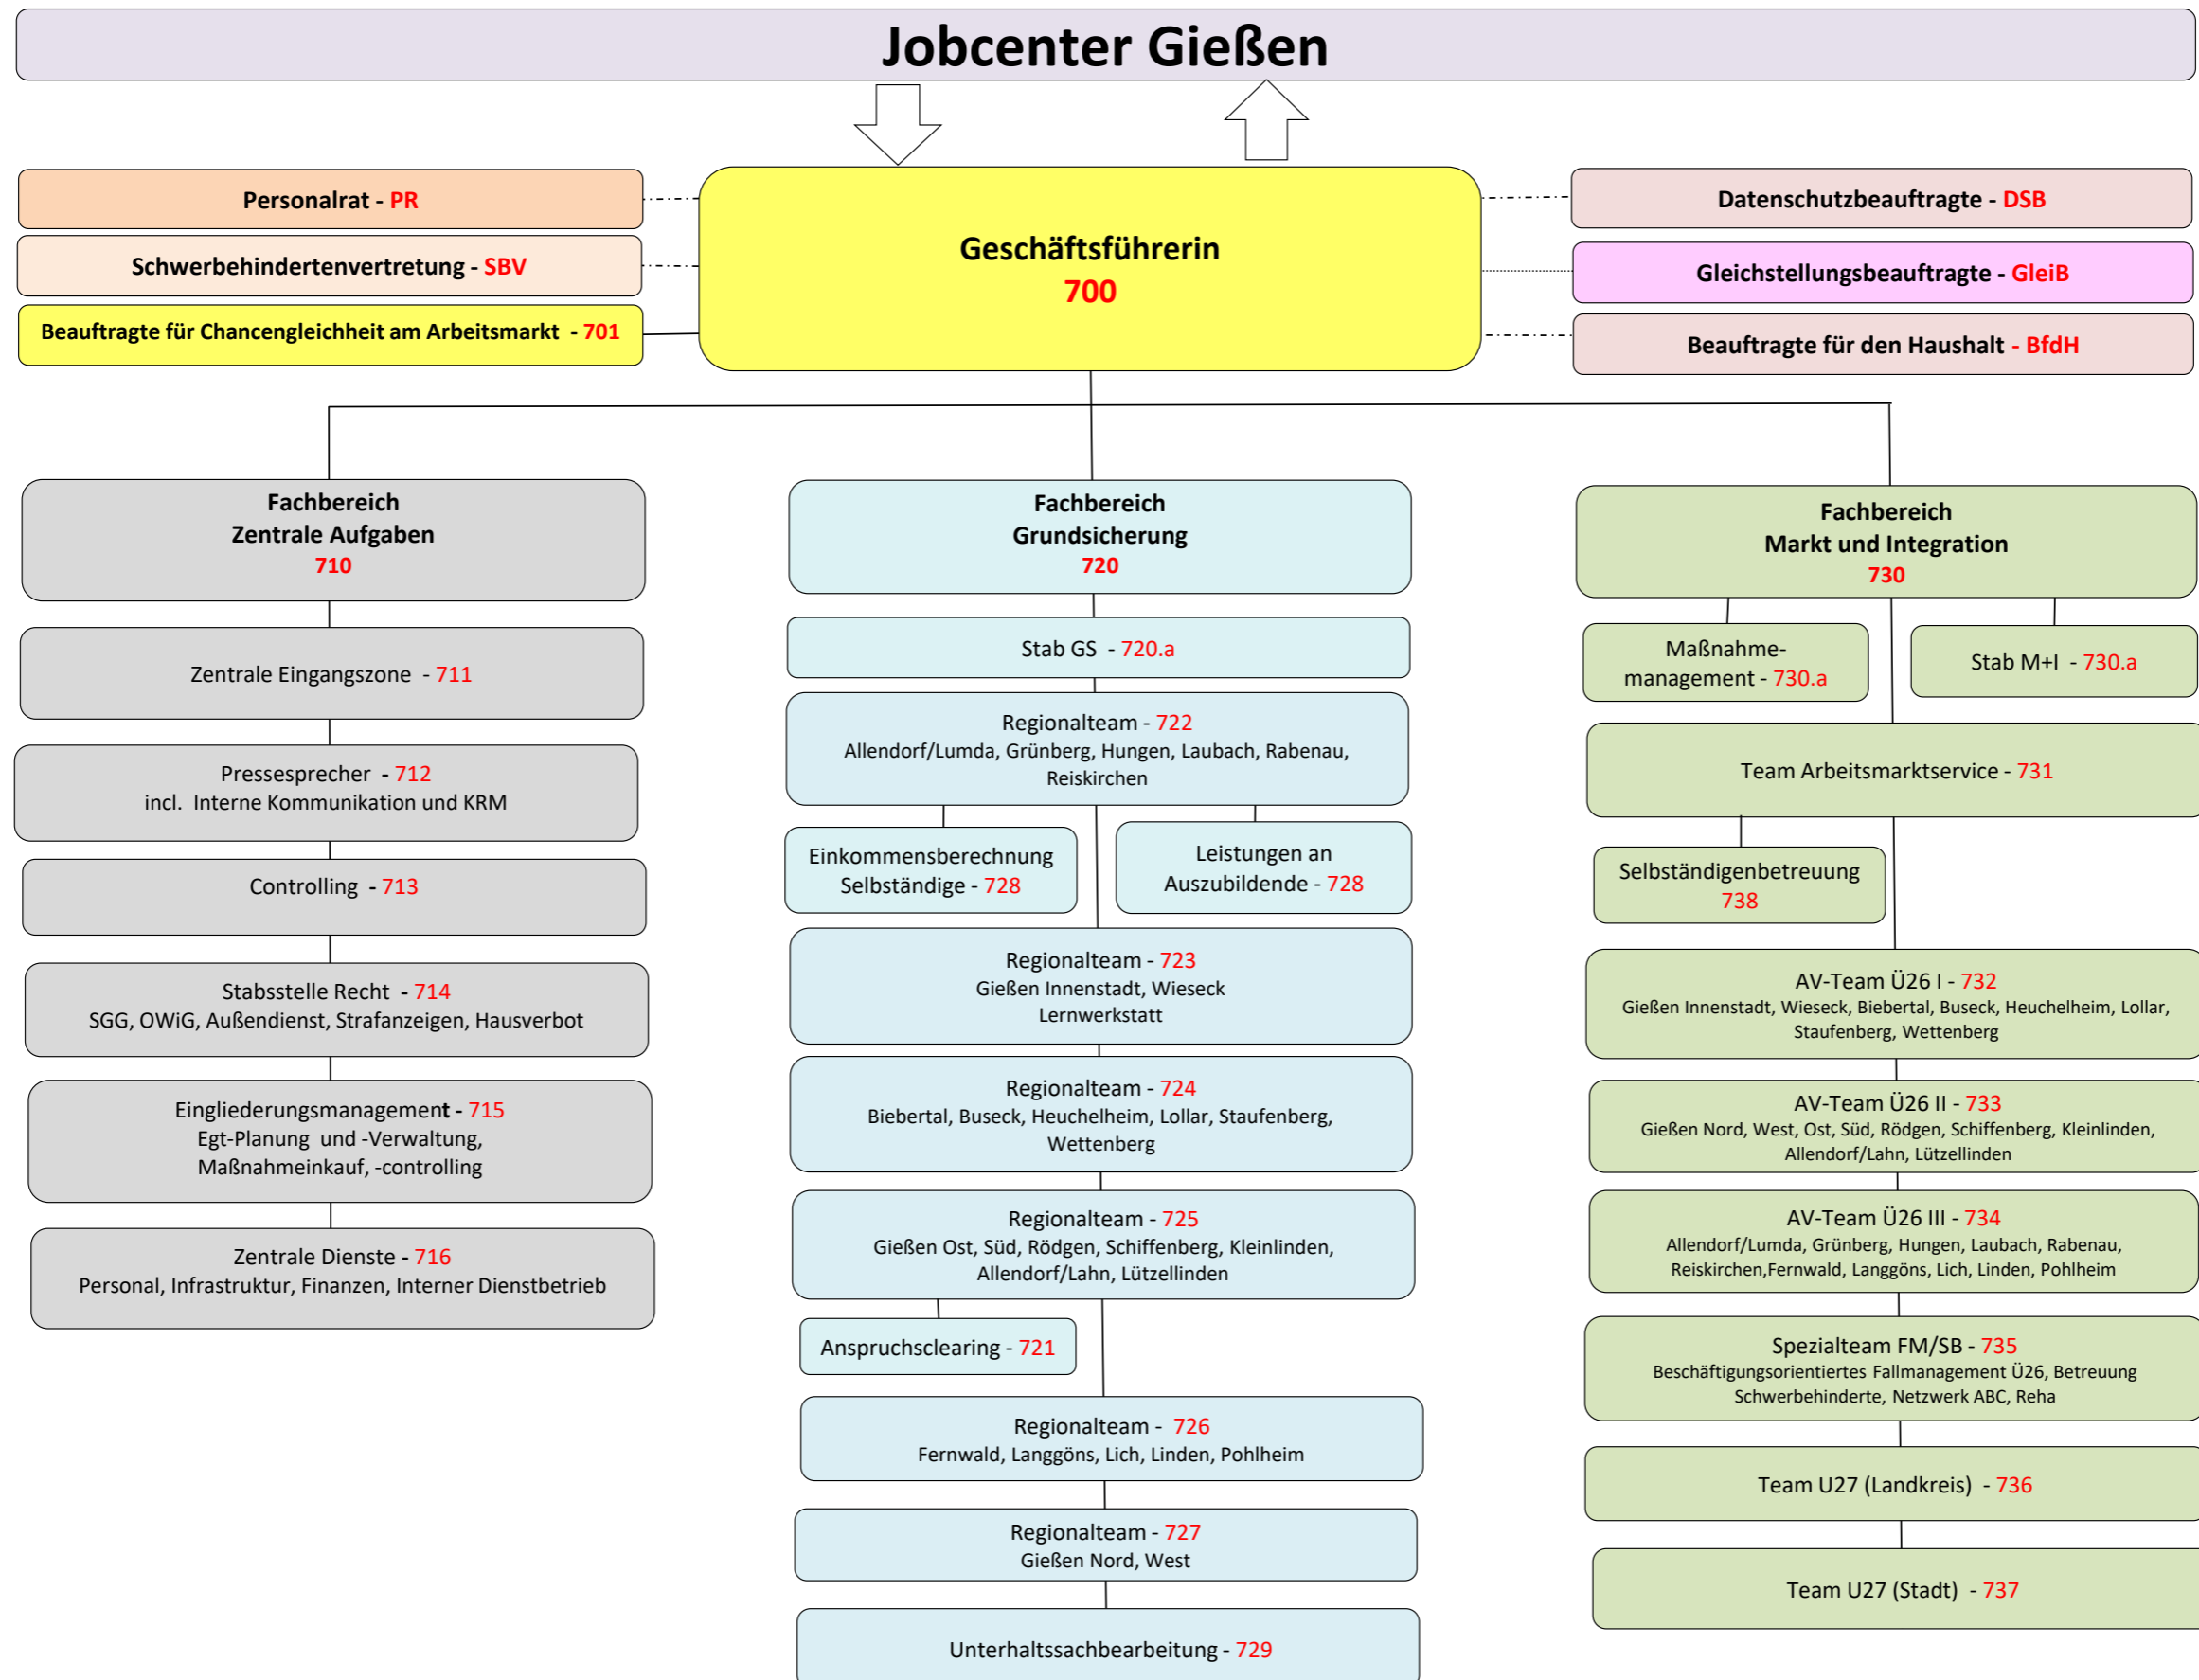 Jobcenter Gießen
Personalrat - PR
Schwerbehindertenvertretung - SBV
Beauftragte für Chancengleichheit am Arbeitsmarkt - 701
Geschäftsführerin
700
Datenschutzbeauftragte - DSB
Gleichstellungsbeauftragte - GleiB
Beauftragte für den Haushalt - BfdH
Fachbereich
Zentrale Aufgaben
710
Zentrale Eingangszone - 711
Pressesprecher - 712
incl. Interne Kommunikation und KRM
Controlling - 713
Stabsstelle Recht - 714
SGG, OWiG, Außendienst, Strafanzeigen, Hausverbot
Eingliederungsmanagement - 715
Egt-Planung und -Verwaltung,
Maßnahmeinkauf, -controlling
Zentrale Dienste - 716
Personal, Infrastruktur, Finanzen, Interner Dienstbetrieb
Fachbereich
Grundsicherung
720
Stab GS - 720.a
Regionalteam - 722
Allendorf/Lumda, Grünberg, Hungen, Laubach, Rabenau,
Reiskirchen
Einkommensberechnung
Selbständige - 728
Leistungen an
Auszubildende - 728
Regionalteam - 723
Gießen Innenstadt, Wieseck
Lernwerkstatt
Regionalteam - 724
Biebertal, Buseck, Heuchelheim, Lollar, Staufenberg,
Wettenberg
Regionalteam - 725
Gießen Ost, Süd, Rödgen, Schiffenberg, Kleinlinden,
Allendorf/Lahn, Lützellinden
Anspruchsclearing - 721
Regionalteam - 726
Fernwald, Langgöns, Lich, Linden, Pohlheim
Regionalteam - 727
Gießen Nord, West
Unterhaltssachbearbeitung - 729
Fachbereich
Markt und Integration
730
Maßnahme-
management - 730.a
Stab M+I - 730.a
Team Arbeitsmarktservice - 731
Selbständigenbetreuung
738
AV-Team Ü26 I - 732
Gießen Innenstadt, Wieseck, Biebertal, Buseck, Heuchelheim, Lollar,
Staufenberg, Wettenberg
AV-Team Ü26 II - 733
Gießen Nord, West, Ost, Süd, Rödgen, Schiffenberg, Kleinlinden,
Allendorf/Lahn, Lützellinden
AV-Team Ü26 III - 734
Allendorf/Lumda, Grünberg, Hungen, Laubach, Rabenau,
Reiskirchen,Fernwald, Langgöns, Lich, Linden, Pohlheim
Spezialteam FM/SB - 735
Beschäftigungsorientiertes Fallmanagement Ü26, Betreuung
Schwerbehinderte, Netzwerk ABC, Reha
Team U27 (Landkreis) - 736
Team U27 (Stadt) - 737